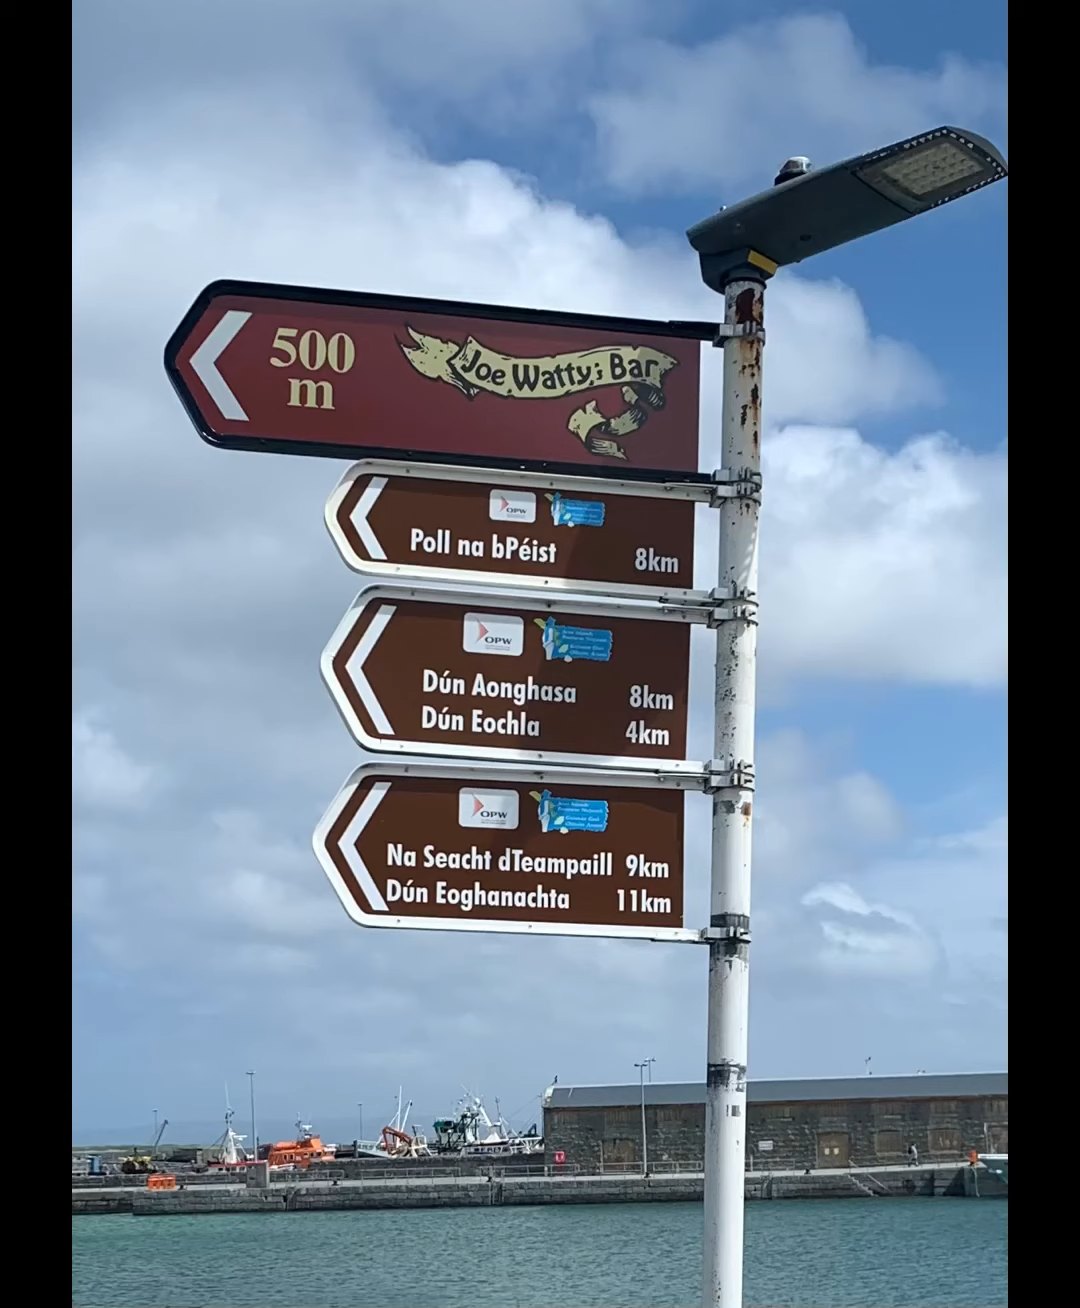 500
m
Joe Watty's Bar
OPW
Poll na bPéist 8km
OPW
Dún Aonghasa 8km
Dún Eochla 4km
OPW
Na Seacht dTeampaill 9km
Dún Eoghanachta 11km